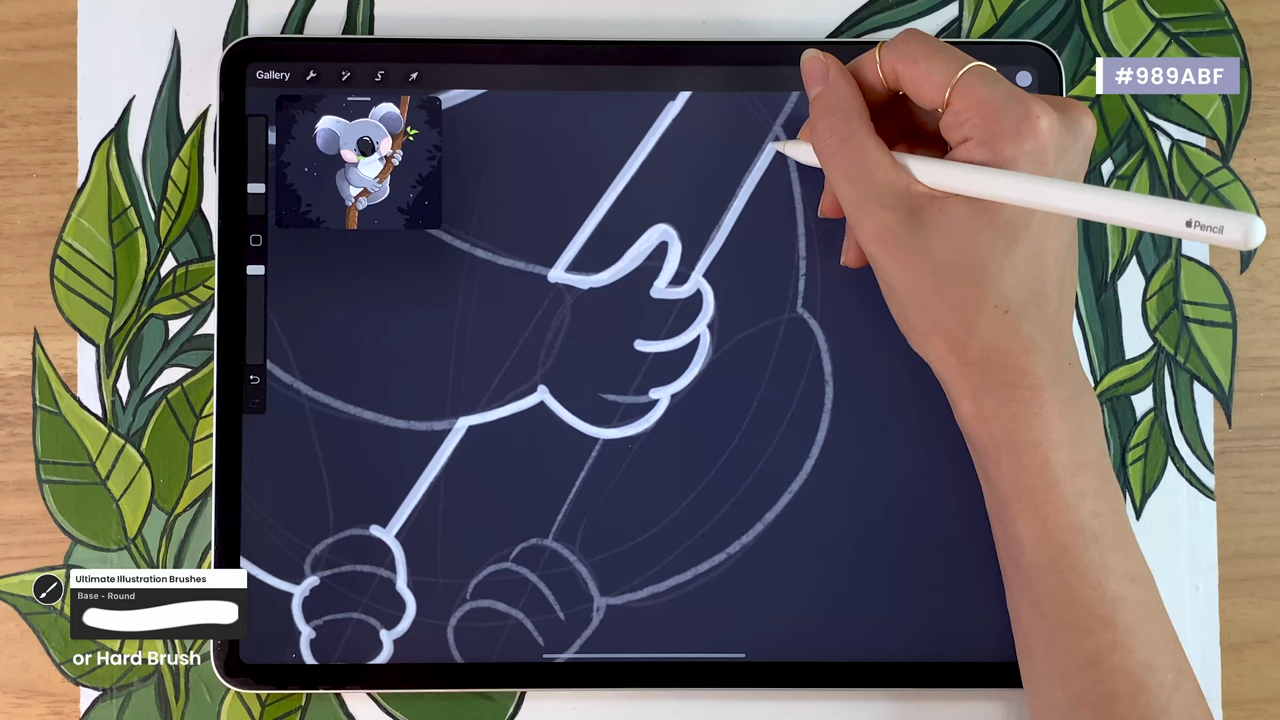 Gallery
#989ABF
Pencil
Ultimate Illustration Brushes
Base - Round
or Hard Brush